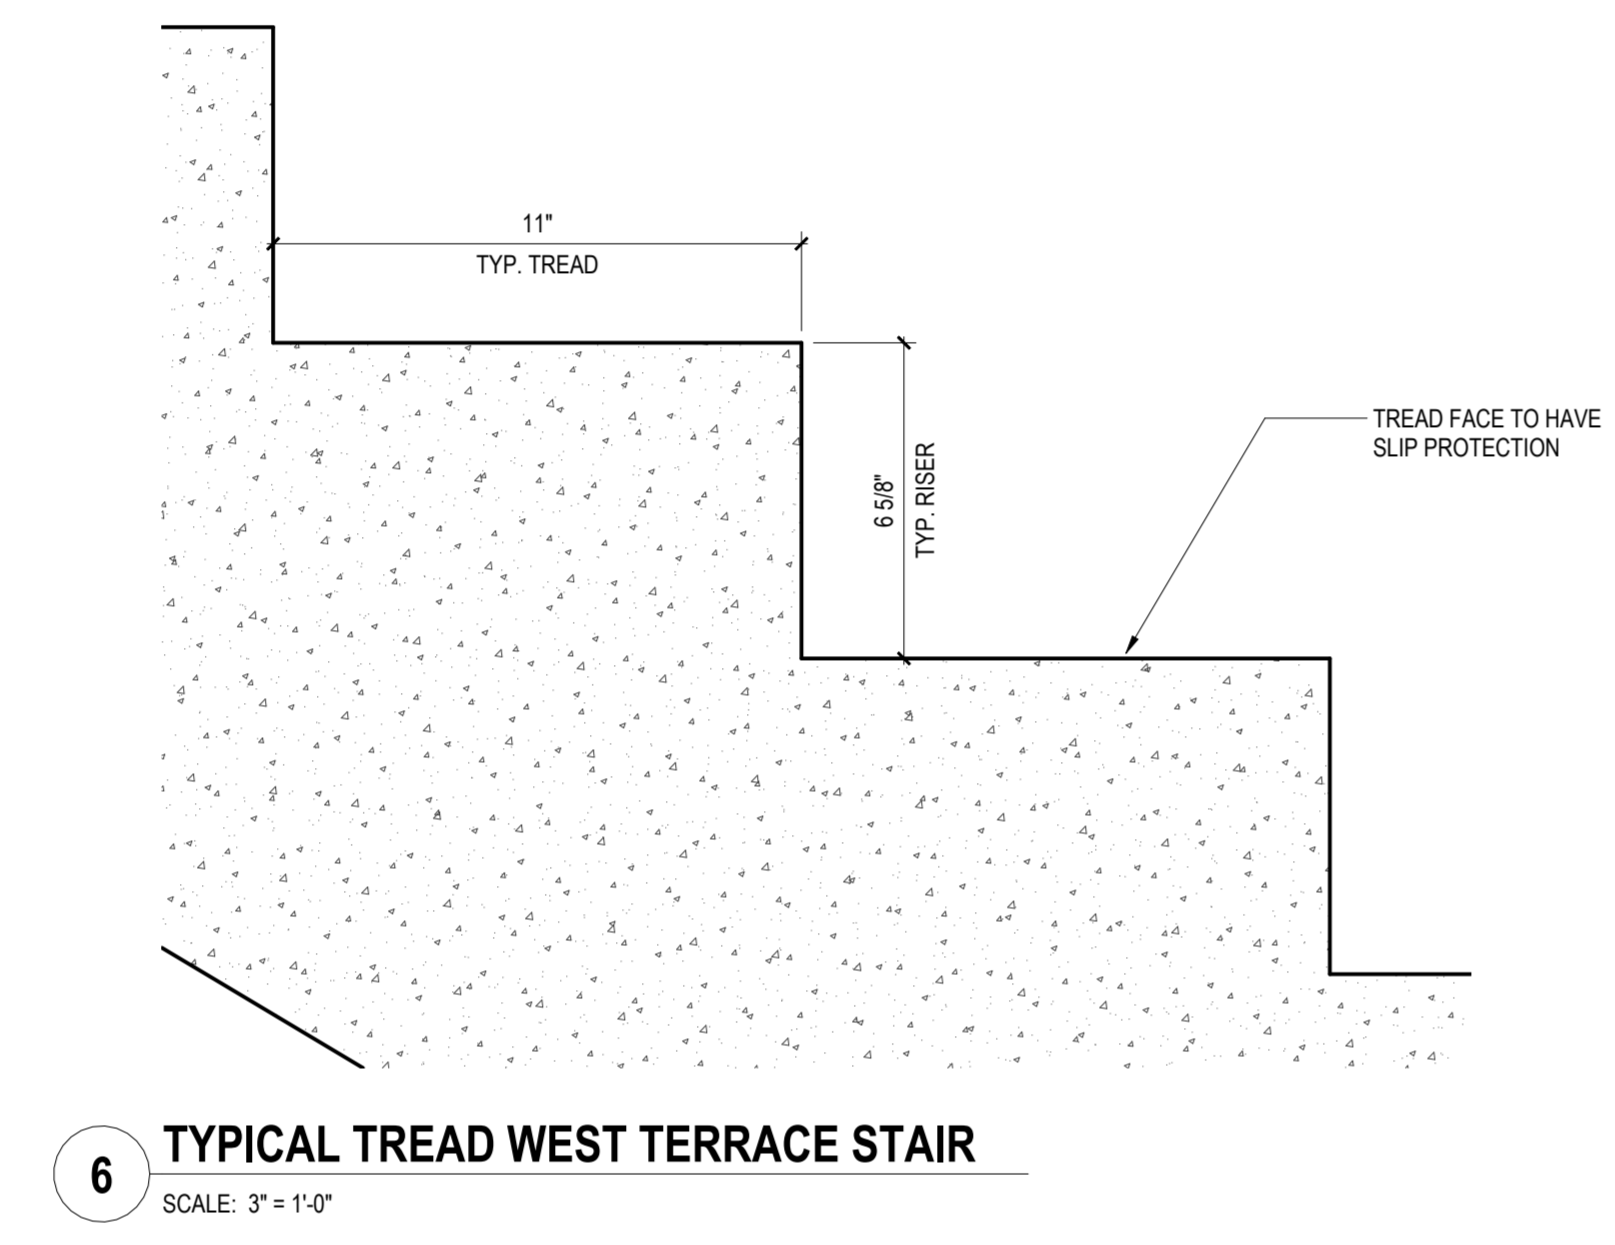 11"
TYP. TREAD
6 5/8"
TYP. RISER
TREAD FACE TO HAVE
SLIP PROTECTION
6
TYPICAL TREAD WEST TERRACE STAIR
SCALE: 3" = 1'-0"